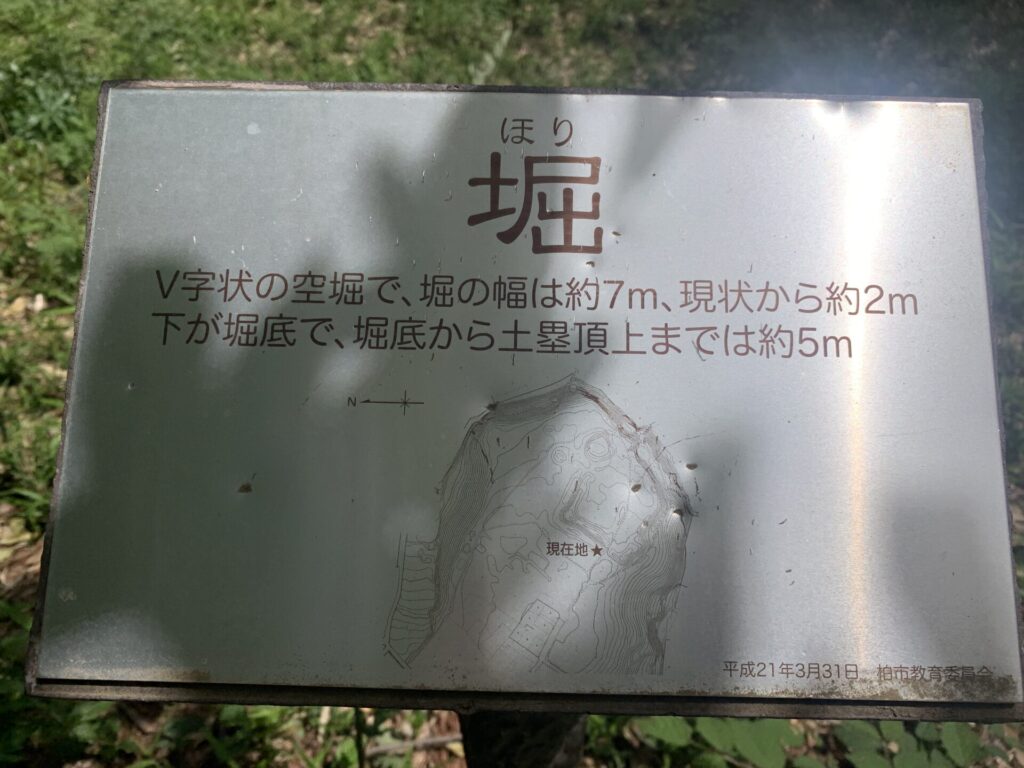 ほり
堀
V字状の空堀で、堀の幅は約7m、現状から約2m
下が堀底で、堀底から土塁頂上までは約5m
N
現在地★
平成21年3月31日　柏市教育委員会